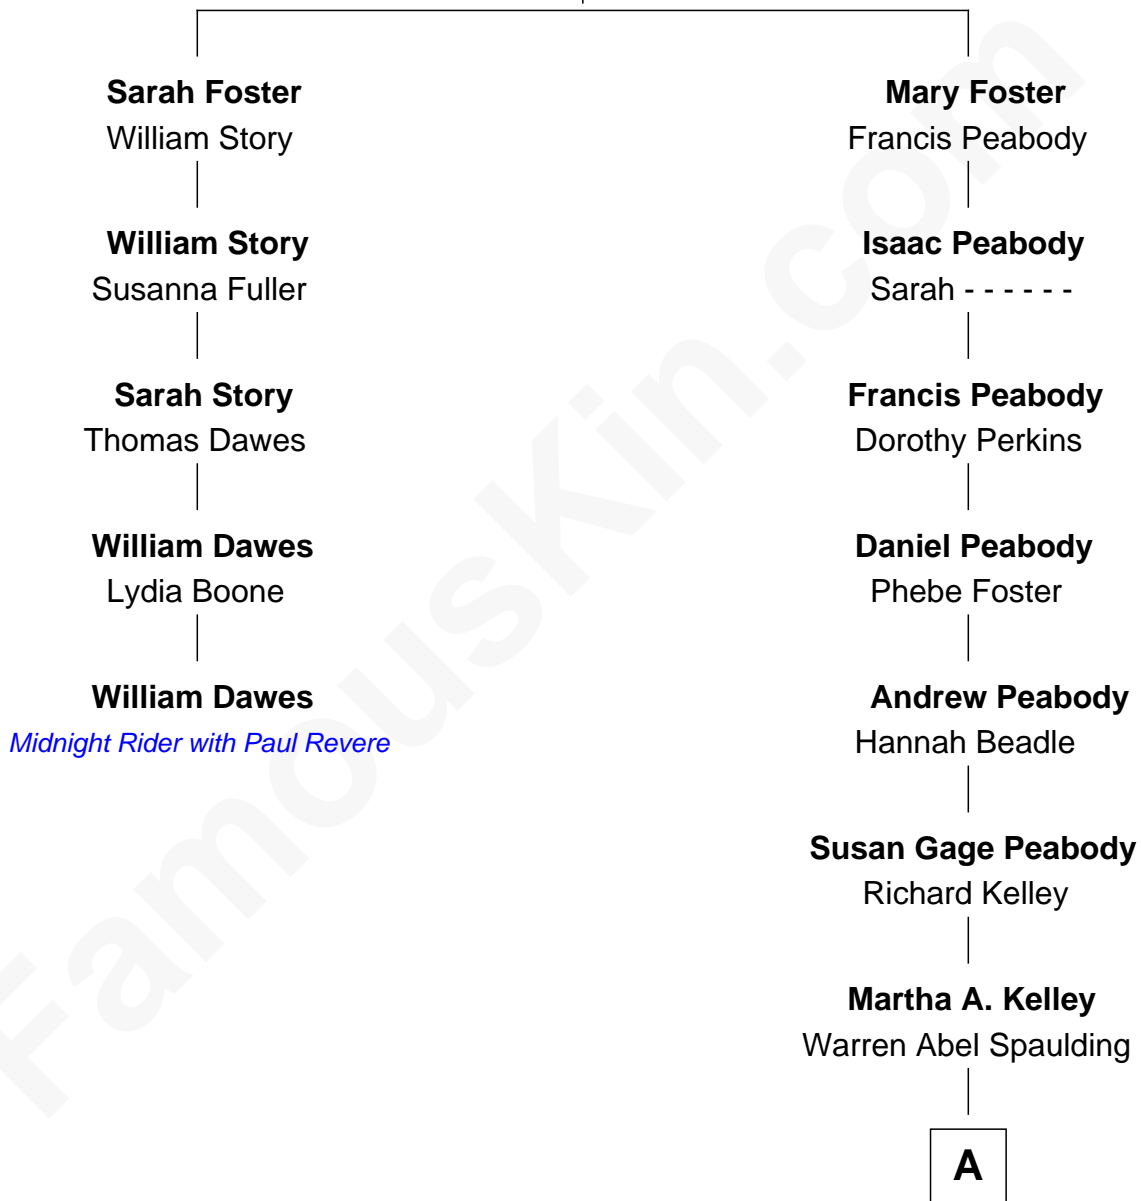 Sarah Foster
William Story
William Story
Susanna Fuller
Sarah Story
Thomas Dawes
William Dawes
Lydia Boone
William Dawes
Midnight Rider with Paul Revere
Mary Foster
Francis Peabody
Isaac Peabody
Sarah - - - - - -
Francis Peabody
Dorothy Perkins
Daniel Peabody
Phebe Foster
Andrew Peabody
Hannah Beadle
Susan Gage Peabody
Richard Kelley
Martha A. Kelley
Warren Abel Spaulding
A
FamousKin.com